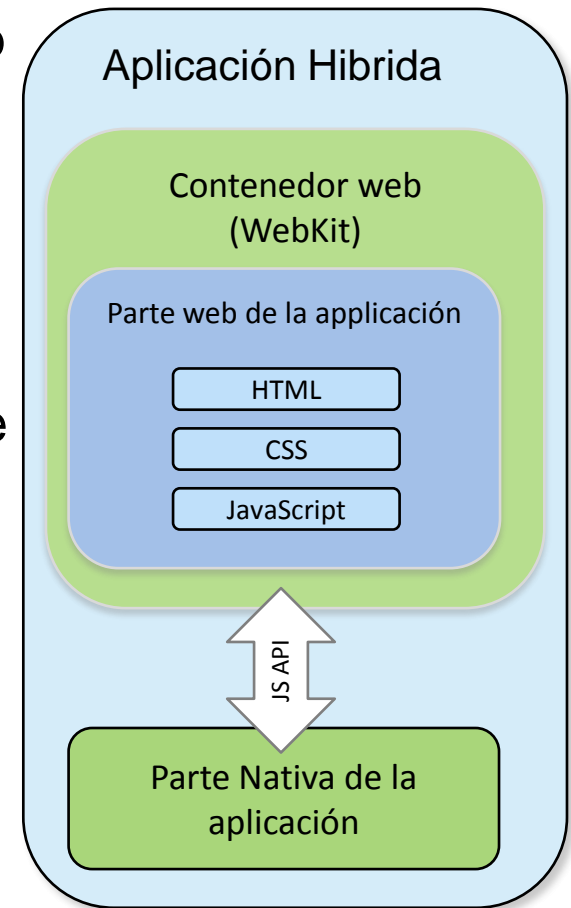 o
Aplicación Hibrida
Contenedor web
(WebKit)
Parte web de la applicación
HTML
e
CSS
JavaScript
JS API
Parte Nativa de la
aplicación